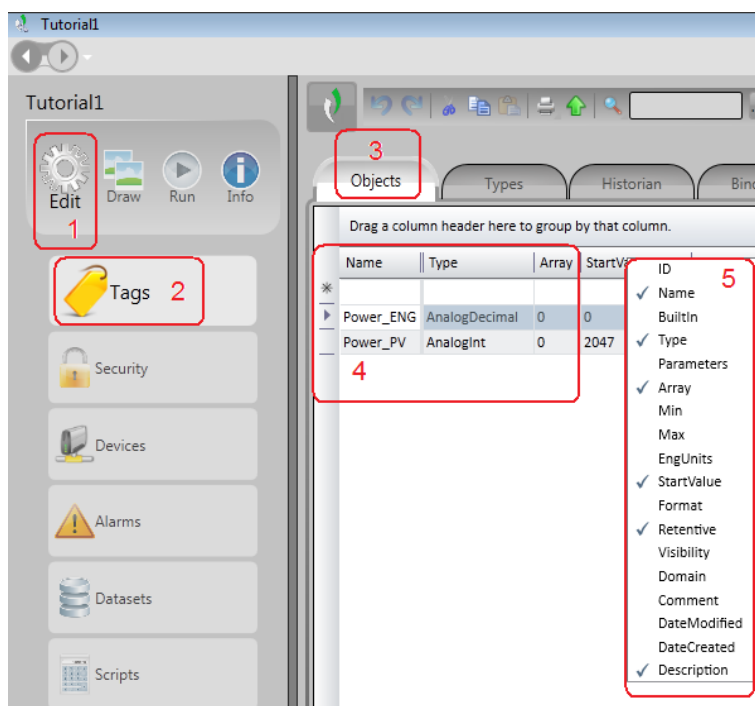 Tutorial1
Tutorial1
Edit
Draw
Run
Info
1
Tags 2
Security
Devices
Alarms
Datasets
Scripts
3
Objects
Types
Historian
Drag a column header here to group by that column.
Name Type Array
Power_ENG AnalogDecimal 0 0
Power_PV AnalogInt 0 2047
4
5
ID
Name
BuiltIn
Type
Parameters
Array
Min
Max
EngUnits
StartValue
Format
Retentive
Visibility
Domain
Comment
DateModified
DateCreated
Description